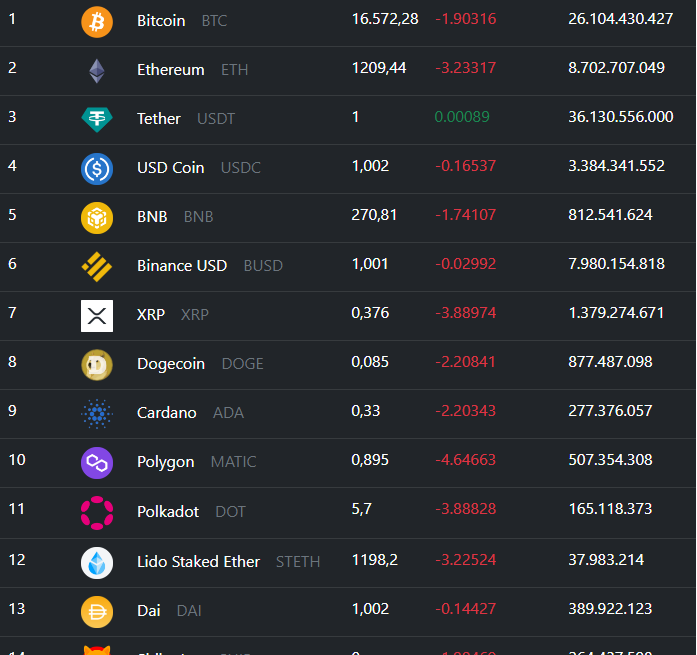 1 Bitcoin BTC 16.572,28 -1.90316 26.104.430.427
2 Ethereum ETH 1209,44 -3.23317 8.702.707.049
3 Tether USDT 1 0.00089 36.130.556.000
4 USD Coin USDC 1,002 -0.16537 3.384.341.552
5 BNB BNB 270,81 -1.74107 812.541.624
6 Binance USD BUSD 1,001 -0.02992 7.980.154.818
7 XRP XRP 0,376 -3.88974 1.379.274.671
8 Dogecoin DOGE 0,085 -2.20841 877.487.098
9 Cardano ADA 0,33 -2.20343 277.376.057
10 Polygon MATIC 0,895 -4.64663 507.354.308
11 Polkadot DOT 5,7 -3.88828 165.118.373
12 Lido Staked Ether STETH 1198,2 -3.22524 37.983.214
13 Dai DAI 1,002 -0.14427 389.922.123